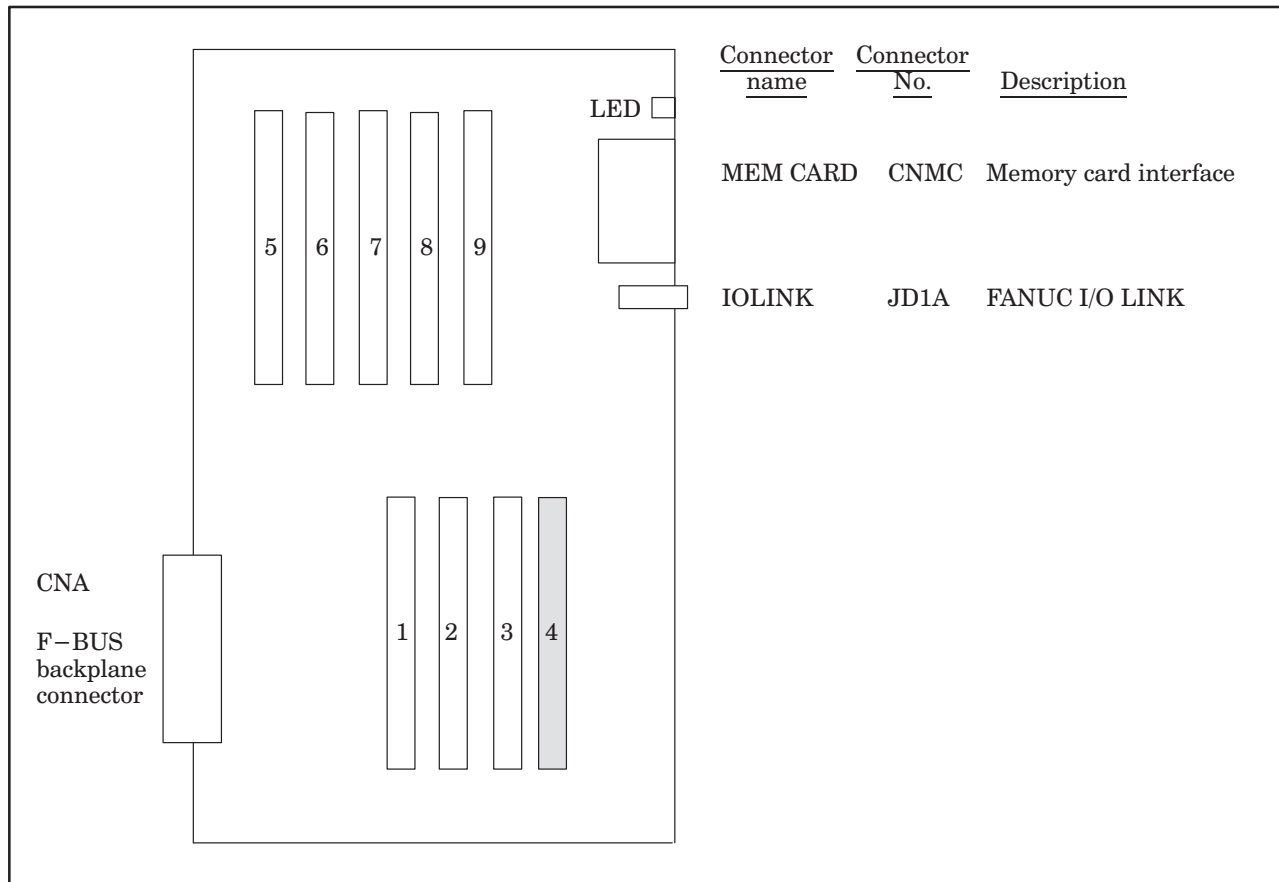 Connector name Connector No. Description
LED
MEM CARD CNMC Memory card interface
5 6 7 8 9
IOLINK JD1A FANUC I/O LINK
CNA
F−BUS
backplane
connector
1 2 3 4